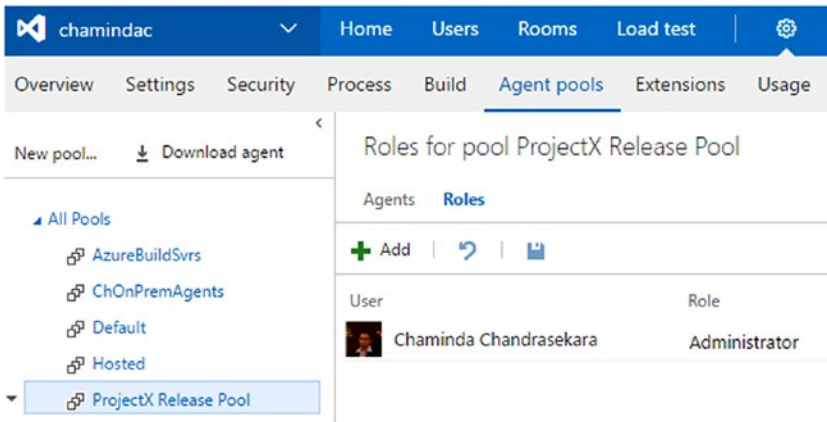 chamindac Home Users Rooms Load test
Overview Settings Security Process Build Agent pools Extensions Usage
New pool... Download agent
All Pools
AzureBuildSvrs
ChOnPremAgents
Default
Hosted
ProjectX Release Pool
Roles for pool ProjectX Release Pool
Agents Roles
Add
User Role
Chaminda Chandrasekara Administrator